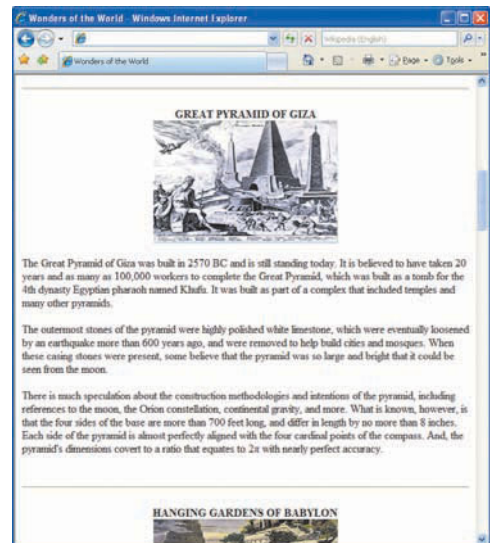 Wonders of the World - Windows Internet Explorer
Wikipedia (English)
Wonders of the World
Page
Tools
GREAT PYRAMID OF GIZA
The Great Pyramid of Giza was built in 2570 BC and is still standing today. It is believed to have taken 20
years and as many as 100,000 workers to complete the Great Pyramid, which was built as a tomb for the
4th dynasty Egyptian pharaoh named Khufu. It was built as part of a complex that included temples and
many other pyramids.
The outermost stones of the pyramid were highly polished white limestone, which were eventually loosened
by an earthquake more than 600 years ago, and were removed to help build cities and mosques. When
these casing stones were present, some believe that the pyramid was so large and bright that it could be
seen from the moon.
There is much speculation about the construction methodologies and intentions of the pyramid, including
references to the moon, the Orion constellation, continental gravity, and more. What is known, however, is
that the four sides of the base are more than 700 feet long, and differ in length by no more than 8 inches.
Each side of the pyramid is almost perfectly aligned with the four cardinal points of the compass. And, the
pyramid's dimensions covert to a ratio that equates to 2π with nearly perfect accuracy.
HANGING GARDENS OF BABYLON